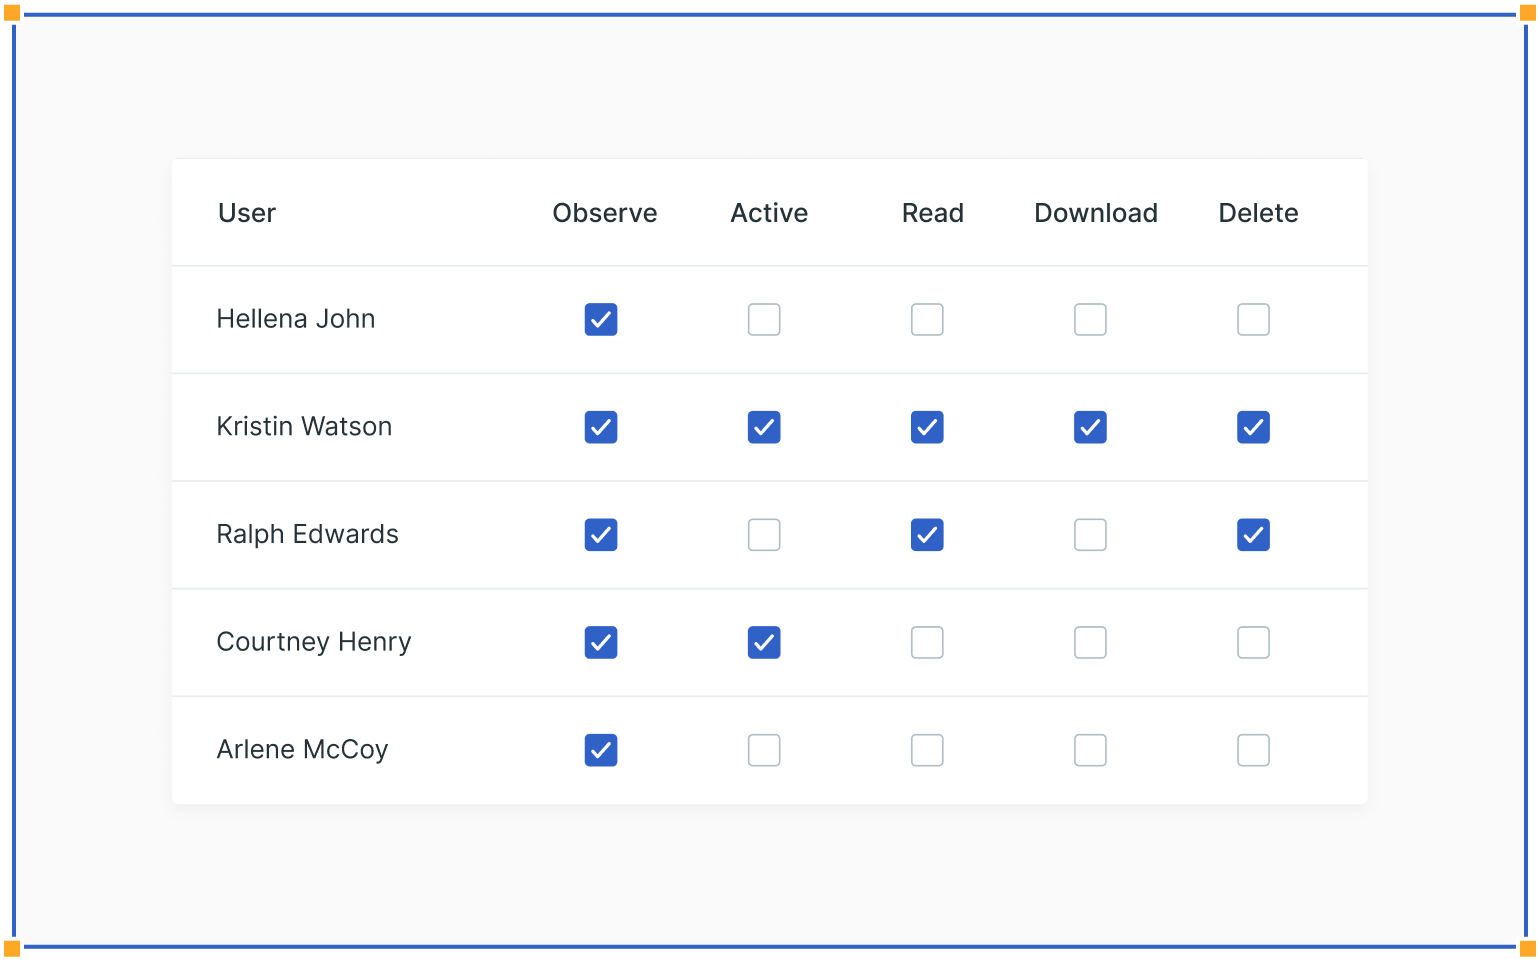 User Observe Active Read Download Delete
Hellena John
Kristin Watson
Ralph Edwards
Courtney Henry
Arlene McCoy